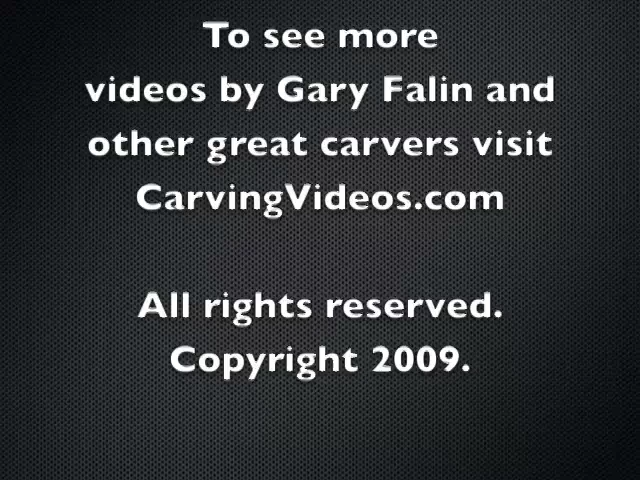 To see more
videos by Gary Falin and
other great carvers visit
CarvingVideos.com
All rights reserved.
Copyright 2009.